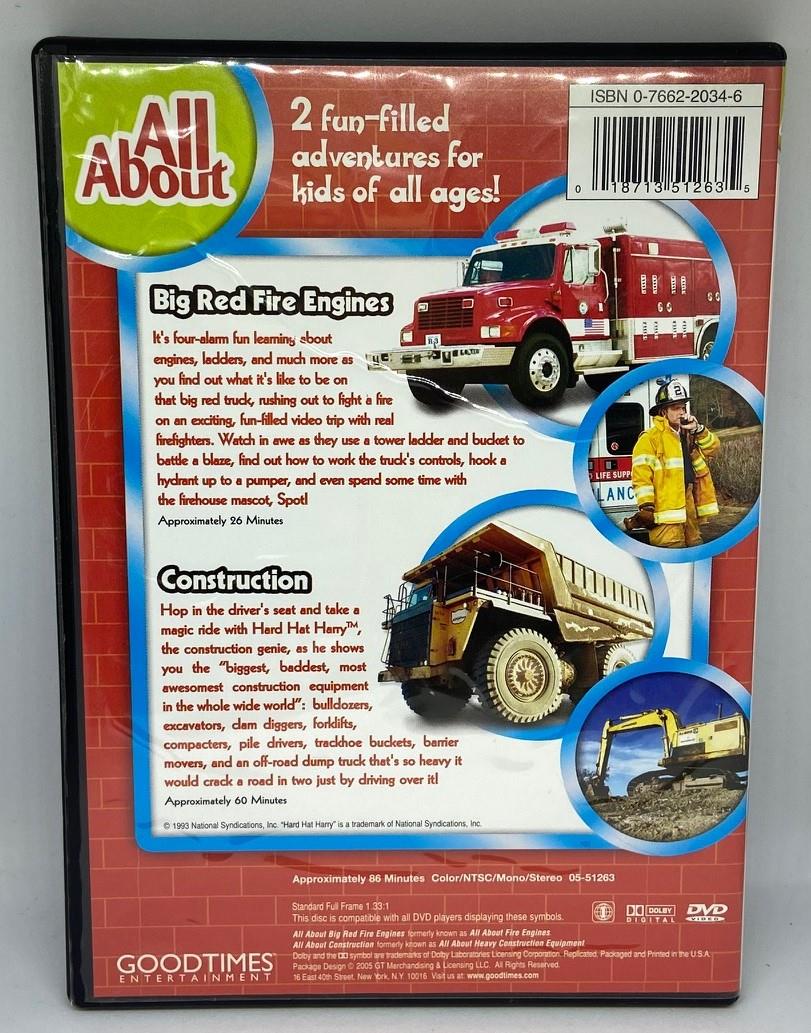 All
About
2 fun-filled
adventures for
kids of all ages!
ISBN 0-7662-2034-6
0 18713 51263 5
Big Red Fire Engines
It's four-alarm fun learning about
engines, ladders, and much more as
you find out what it's like to be on
that big red truck, rushing out to fight a fire
on an exciting, fun-filled video trip with real
firefighters. Watch in awe as they use a tower ladder and bucket to
battle a blaze, find out how to work the truck's controls, hook a
hydrant up to a pumper, and even spend some time with
the firehouse mascot, Spot!
Approximately 26 Minutes
2
LIFE SUPP
LANC
Construction
Hop in the driver's seat and take a
magic ride with Hard Hat Harry™,
the construction genie, as he shows
you the "biggest, baddest, most
awesomest construction equipment
in the whole wide world": bulldozers,
excavators, clam diggers, forklifts,
compacters, pile drivers, trackhoe buckets, barrier
movers, and an off-road dump truck that's so heavy it
would crack a road in two just by driving over it!
Approximately 60 Minutes
© 1993 National Syndications, Inc. "Hard Hat Harry" is a trademark of National Syndications, Inc.
Approximately 86 Minutes Color/NTSC/Mono/Stereo 05-51263
Standard Full Frame 1.33:1
This disc is compatible with all DVD players displaying these symbols.
1 DOLBY DIGITAL DVD VIDEO
All About Big Red Fire Engines formerly known as All About Fire Engines
All About Construction formerly known as All About Heavy Construction Equipment
Dolby and the DD symbol are trademarks of Dolby Laboratories Licensing Corporation. Replicated, Packaged and Printed in the U.S.A.
Package Design © 2005 GT Merchandising & Licensing LLC. All Rights Reserved.
16 East 40th Street, New York, N.Y. 10016 Visit us at: www.goodtimes.com
GOODTIMES
ENTERTAINMENT